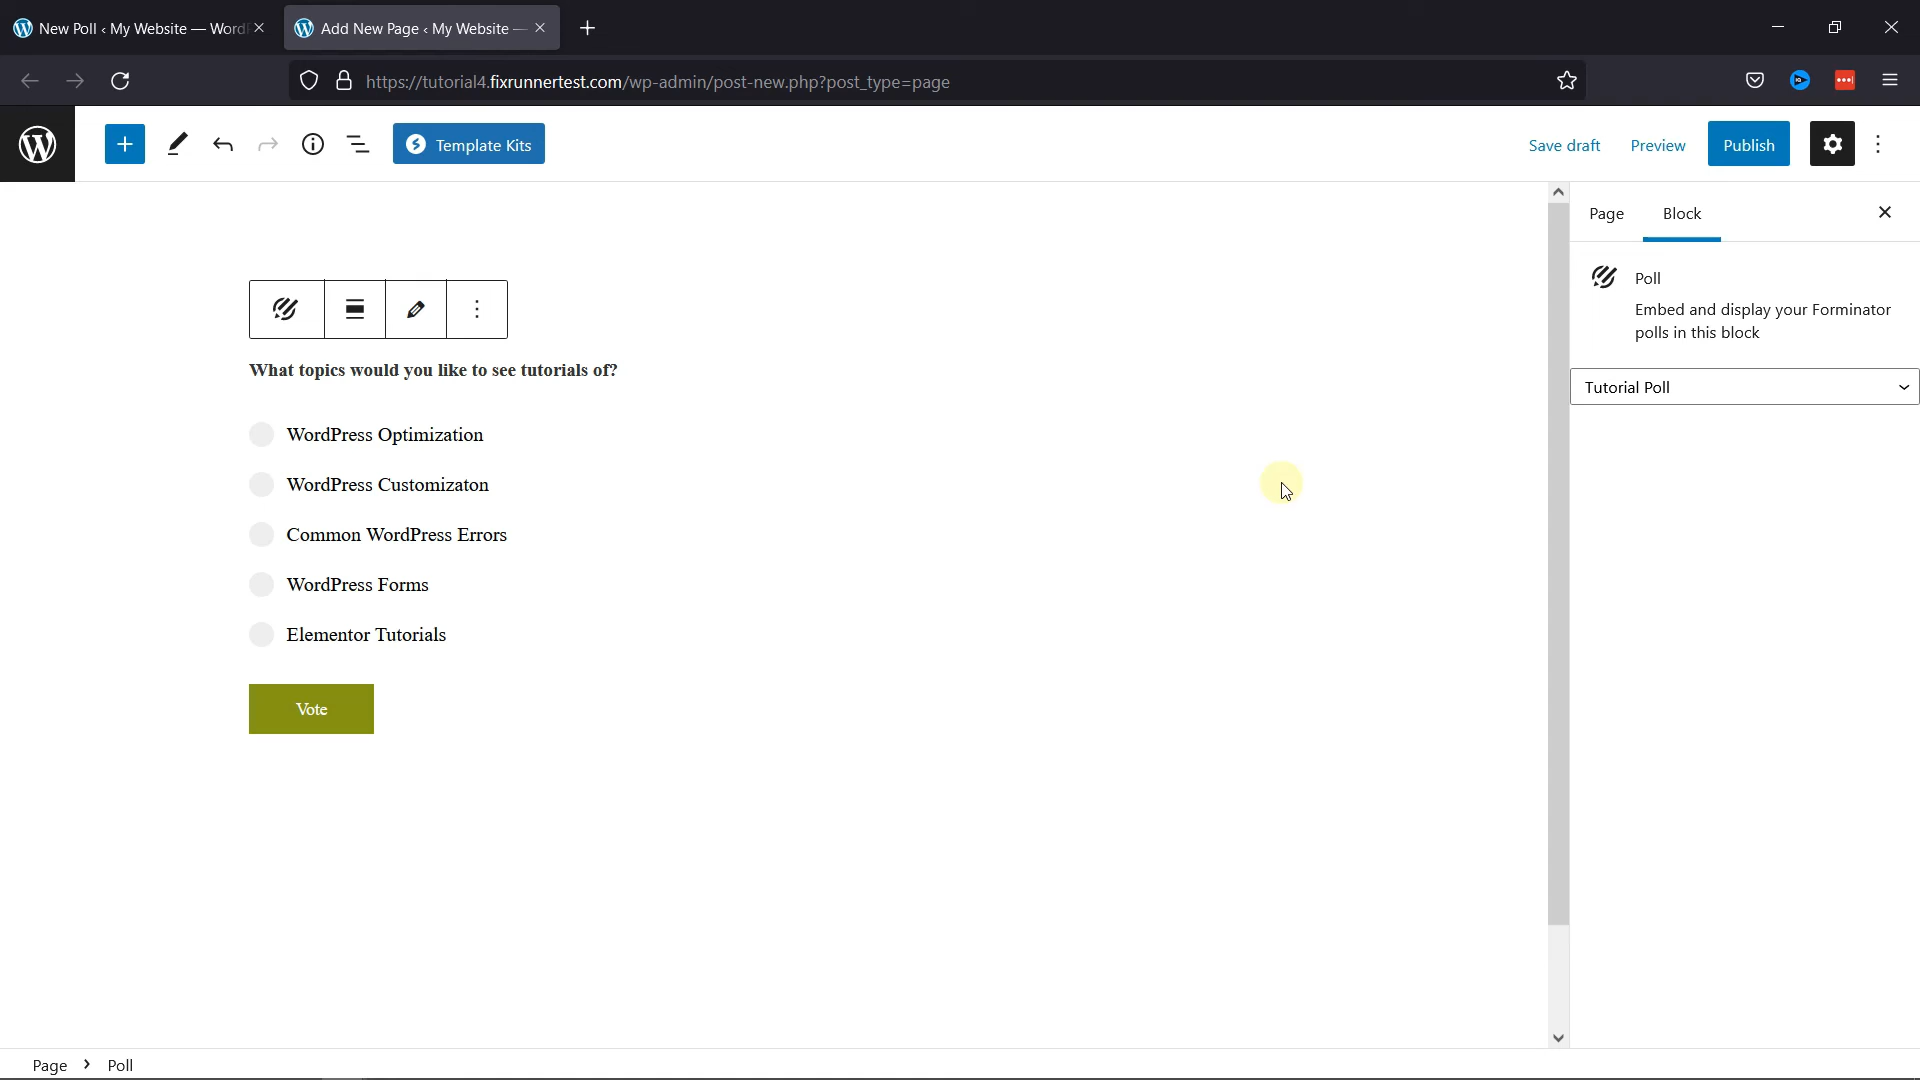 New Poll ‹ My Website — Word
Add New Page ‹ My Website —
https://tutorial4.fixrunnertest.com/wp-admin/post-new.php?post_type=page
Template Kits
Save draft
Preview
Publish
Page
Block
Poll
Embed and display your Forminator
polls in this block
Tutorial Poll
What topics would you like to see tutorials of?
WordPress Optimization
WordPress Customizaton
Common WordPress Errors
WordPress Forms
Elementor Tutorials
Vote
Page › Poll